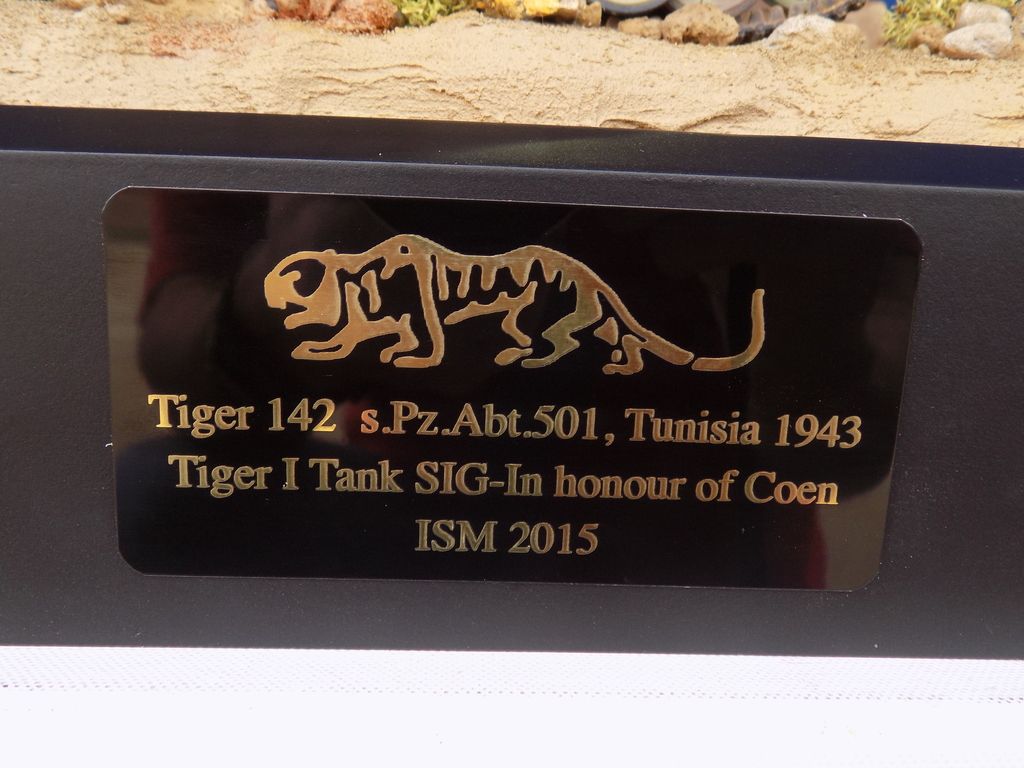 Tiger 142 s.Pz.Abt.501, Tunisia 1943
Tiger I Tank SIG-In honour of Coen
ISM 2015